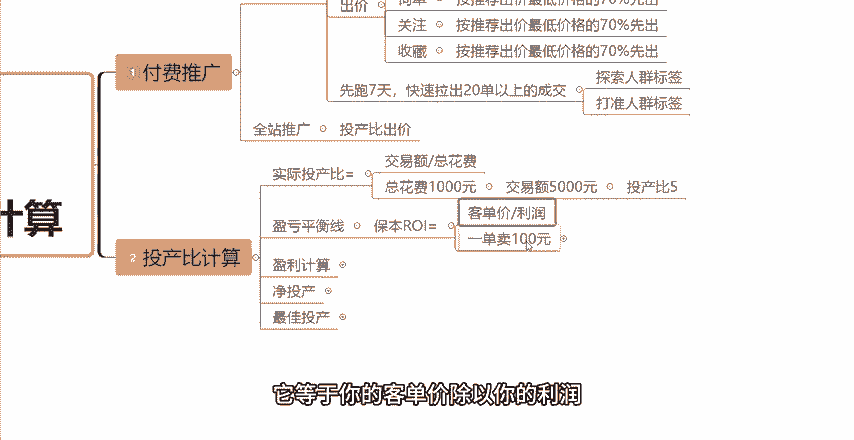 出价
询单 按推荐出价最低价格的70%先出
关注 按推荐出价最低价格的70%先出
收藏 按推荐出价最低价格的70%先出
1 付费推广
先跑7天，快速拉出20单以上的成交
探索人群标签
打准人群标签
全站推广 投产比出价
计算
实际投产比=
交易额/总花费
总花费1000元 交易额5000元 投产比5
盈亏平衡线 保本ROI=
客单价/利润
一单卖100元
2 投产比计算
盈利计算
净投产
最佳投产
它等于你的客单价除以你的利润